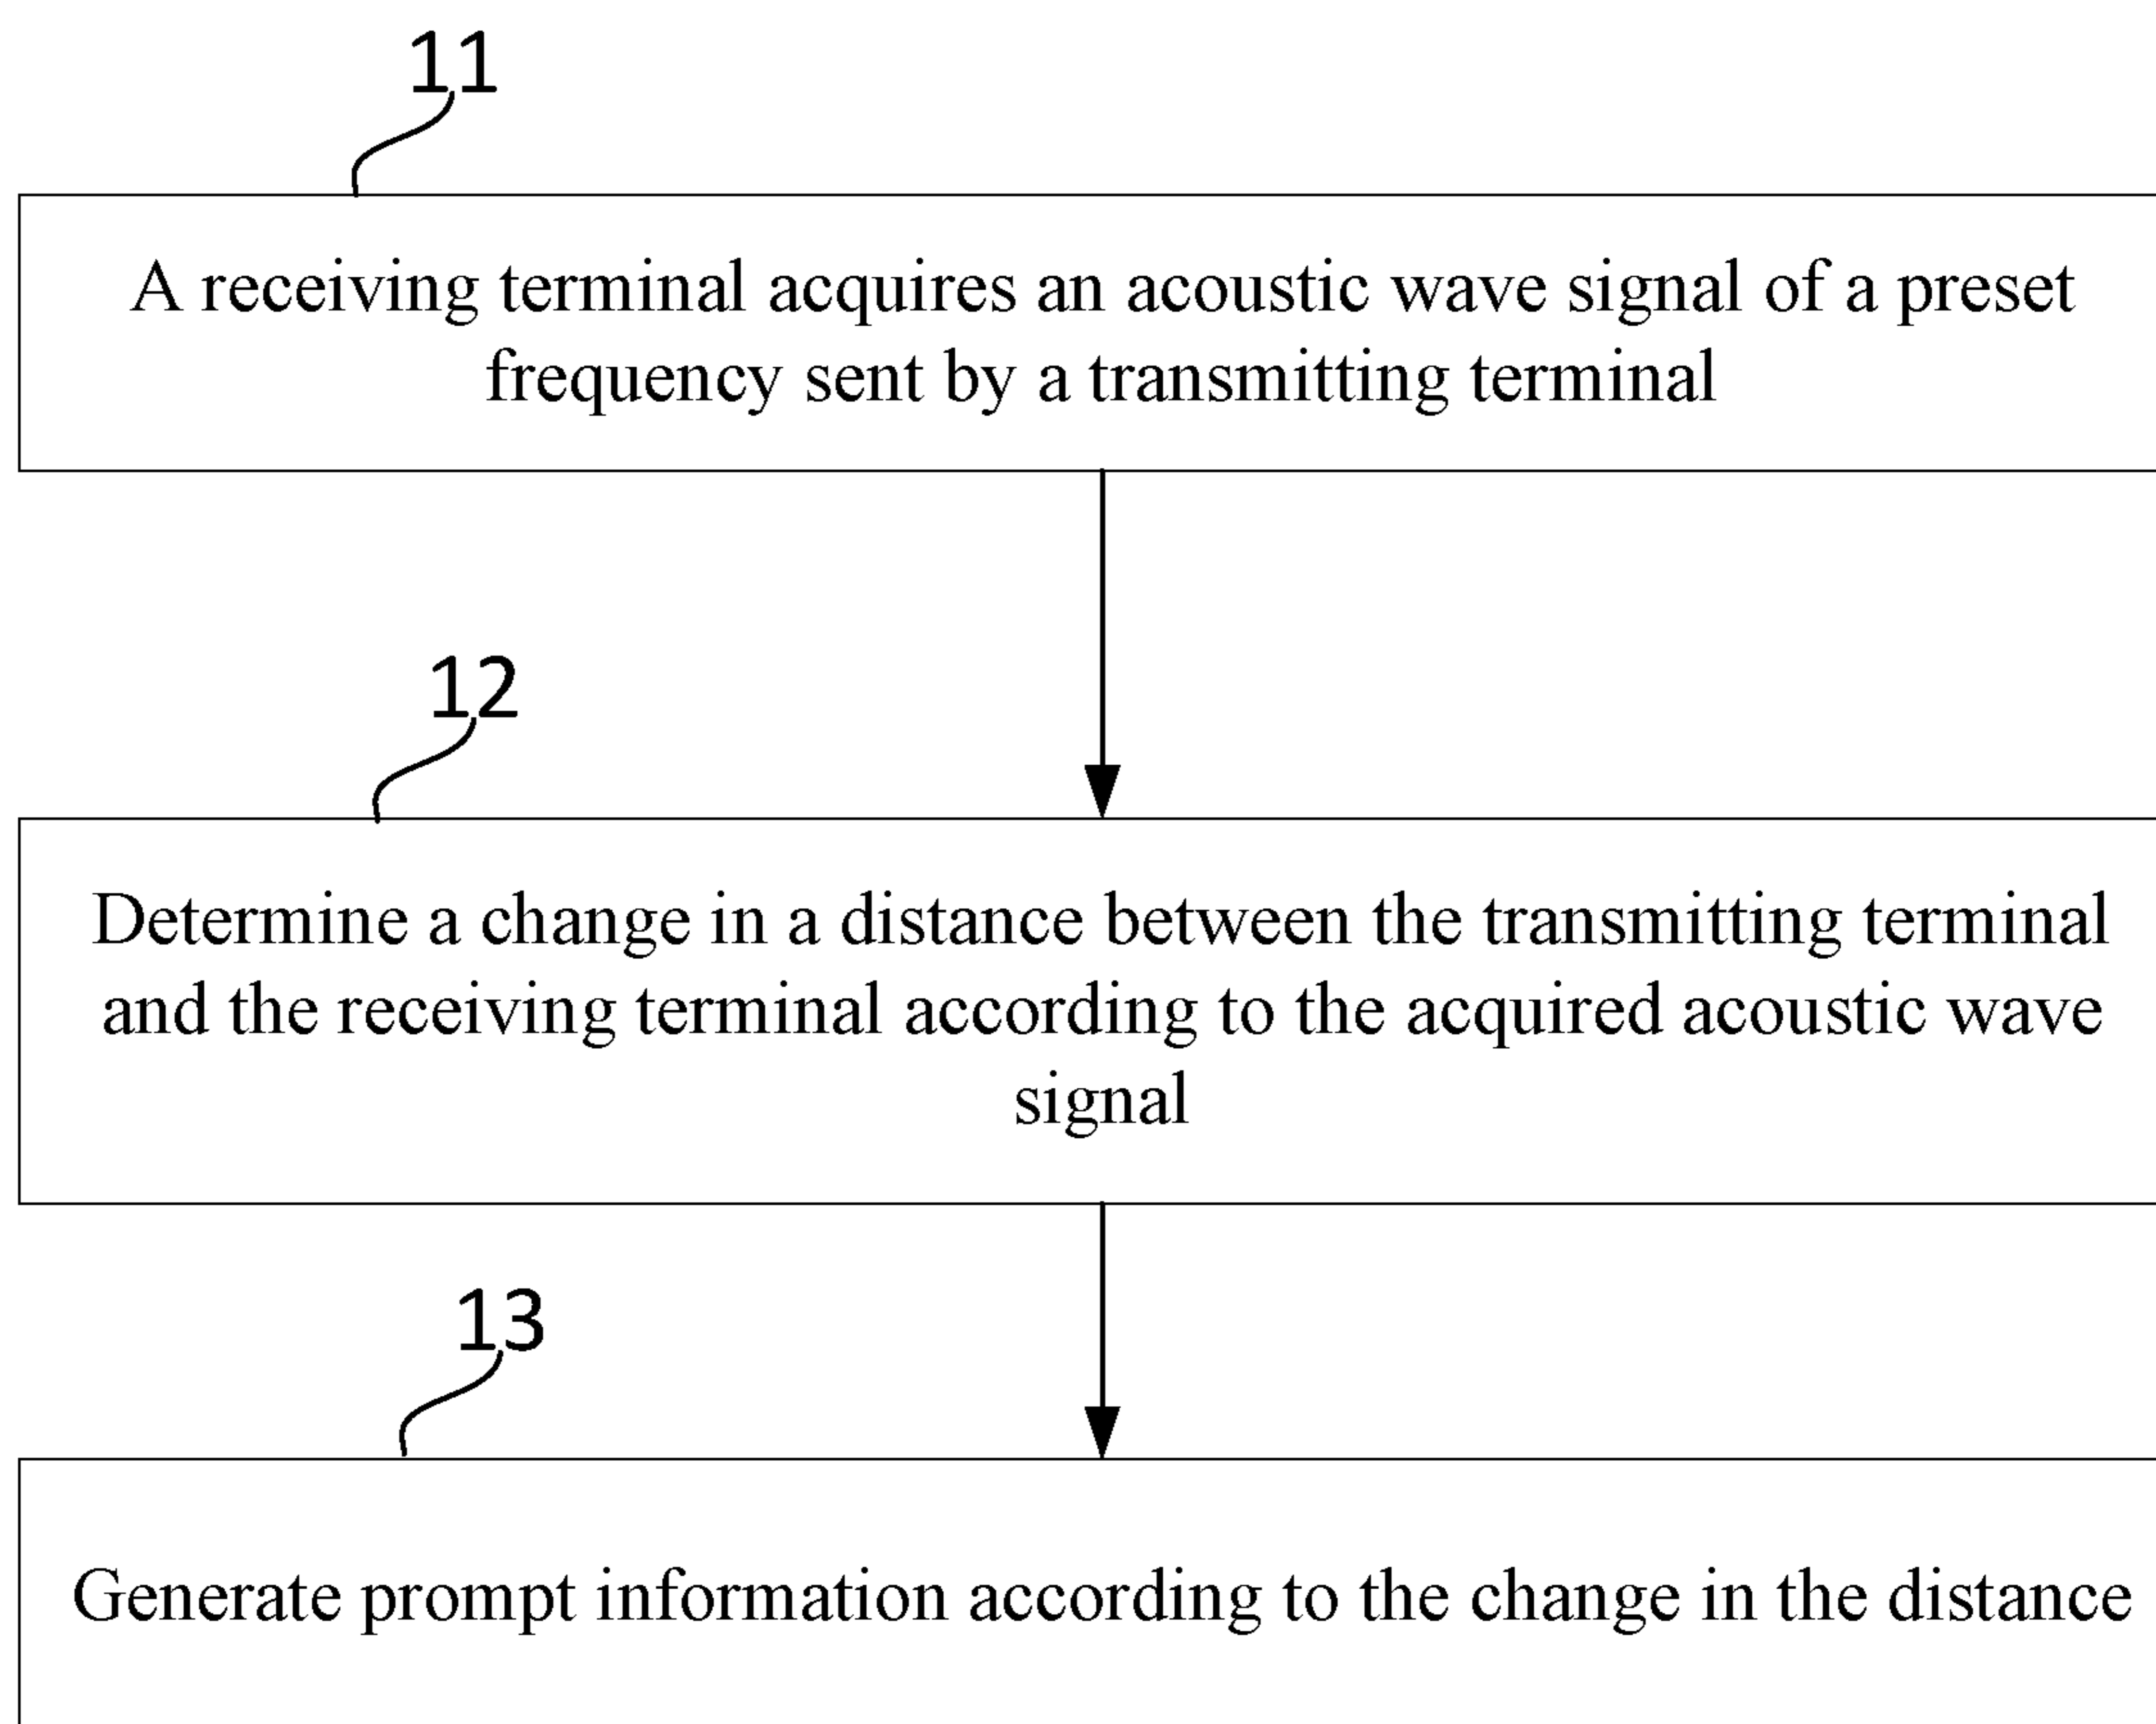 11
A receiving terminal acquires an acoustic wave signal of a preset
frequency sent by a transmitting terminal
12
Determine a change in a distance between the transmitting terminal
and the receiving terminal according to the acquired acoustic wave
signal
13
Generate prompt information according to the change in the distance